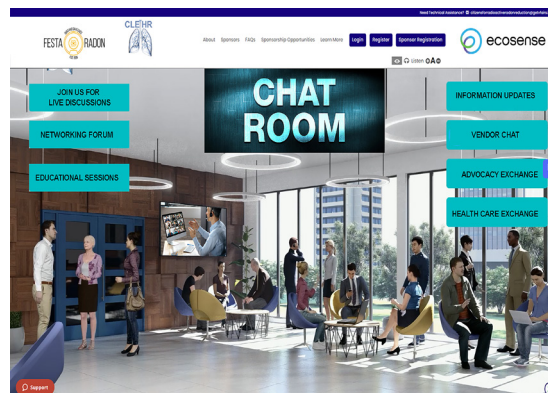 Need Technical Assistance?
CLEAR
FESTA RADON
About Sponsors FAQs Sponsorship Opportunities Learn More Login Register Sponsor Registration
ecosense
Listen
JOIN US FOR
LIVE DISCUSSIONS
NETWORKING FORUM
EDUCATIONAL SESSIONS
CHAT
ROOM
INFORMATION UPDATES
VENDOR CHAT
ADVOCACY EXCHANGE
HEALTH CARE EXCHANGE
Support